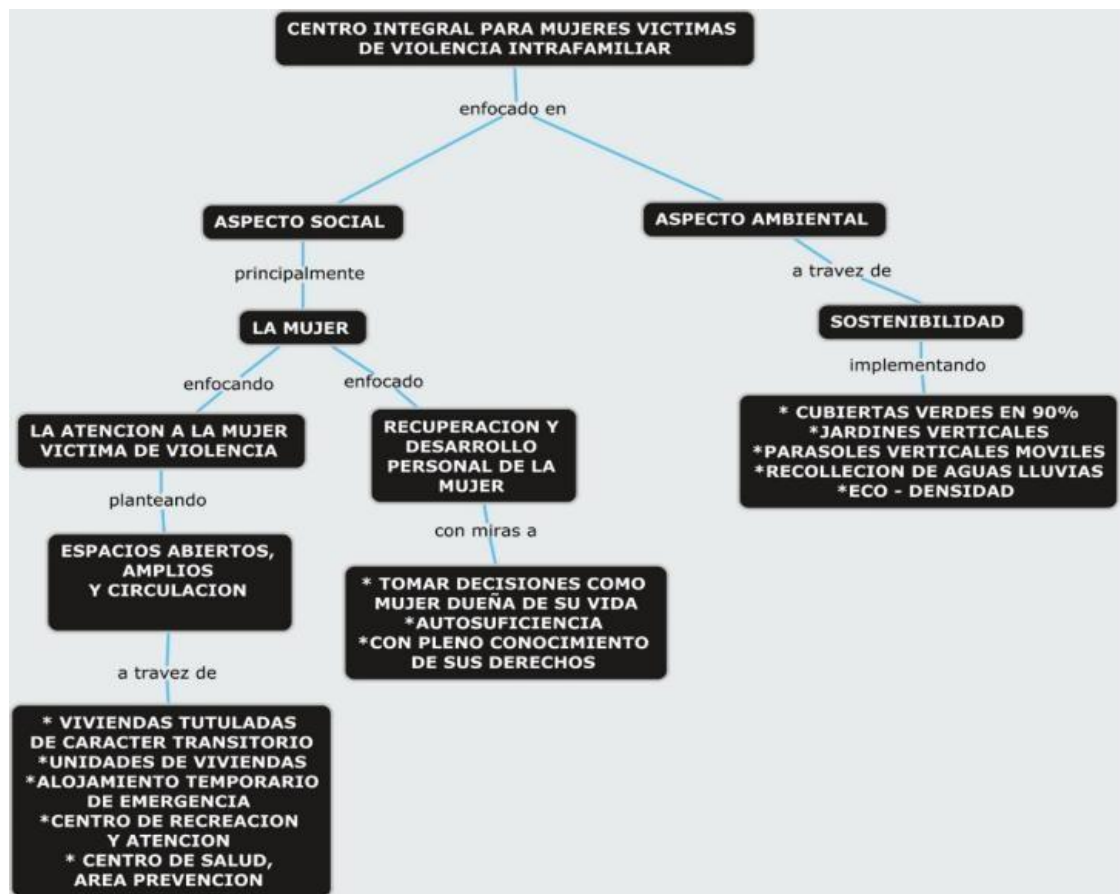 CENTRO INTEGRAL PARA MUJERES VICTIMAS
DE VIOLENCIA INTRAFAMILIAR
enfocado en
ASPECTO SOCIAL
principalmente
LA MUJER
enfocando
LA ATENCION A LA MUJER
VICTIMA DE VIOLENCIA
planteando
ESPACIOS ABIERTOS,
AMPLIOS
Y CIRCULACION
a travez de
* VIVIENDAS TUTULADAS
DE CARACTER TRANSITORIO
*UNIDADES DE VIVIENDAS
*ALOJAMIENTO TEMPORARIO
DE EMERGENCIA
*CENTRO DE RECREACION
Y ATENCION
* CENTRO DE SALUD,
AREA PREVENCION
enfocado
RECUPERACION Y
DESARROLLO
PERSONAL DE LA
MUJER
con miras a
* TOMAR DECISIONES COMO
MUJER DUEÑA DE SU VIDA
*AUTOSUFICIENCIA
*CON PLENO CONOCIMIENTO
DE SUS DERECHOS
ASPECTO AMBIENTAL
a travez de
SOSTENIBILIDAD
implementando
* CUBIERTAS VERDES EN 90%
*JARDINES VERTICALES
*PARASOLES VERTICALES MOVILES
*RECOLLECION DE AGUAS LLUVIAS
*ECO - DENSIDAD